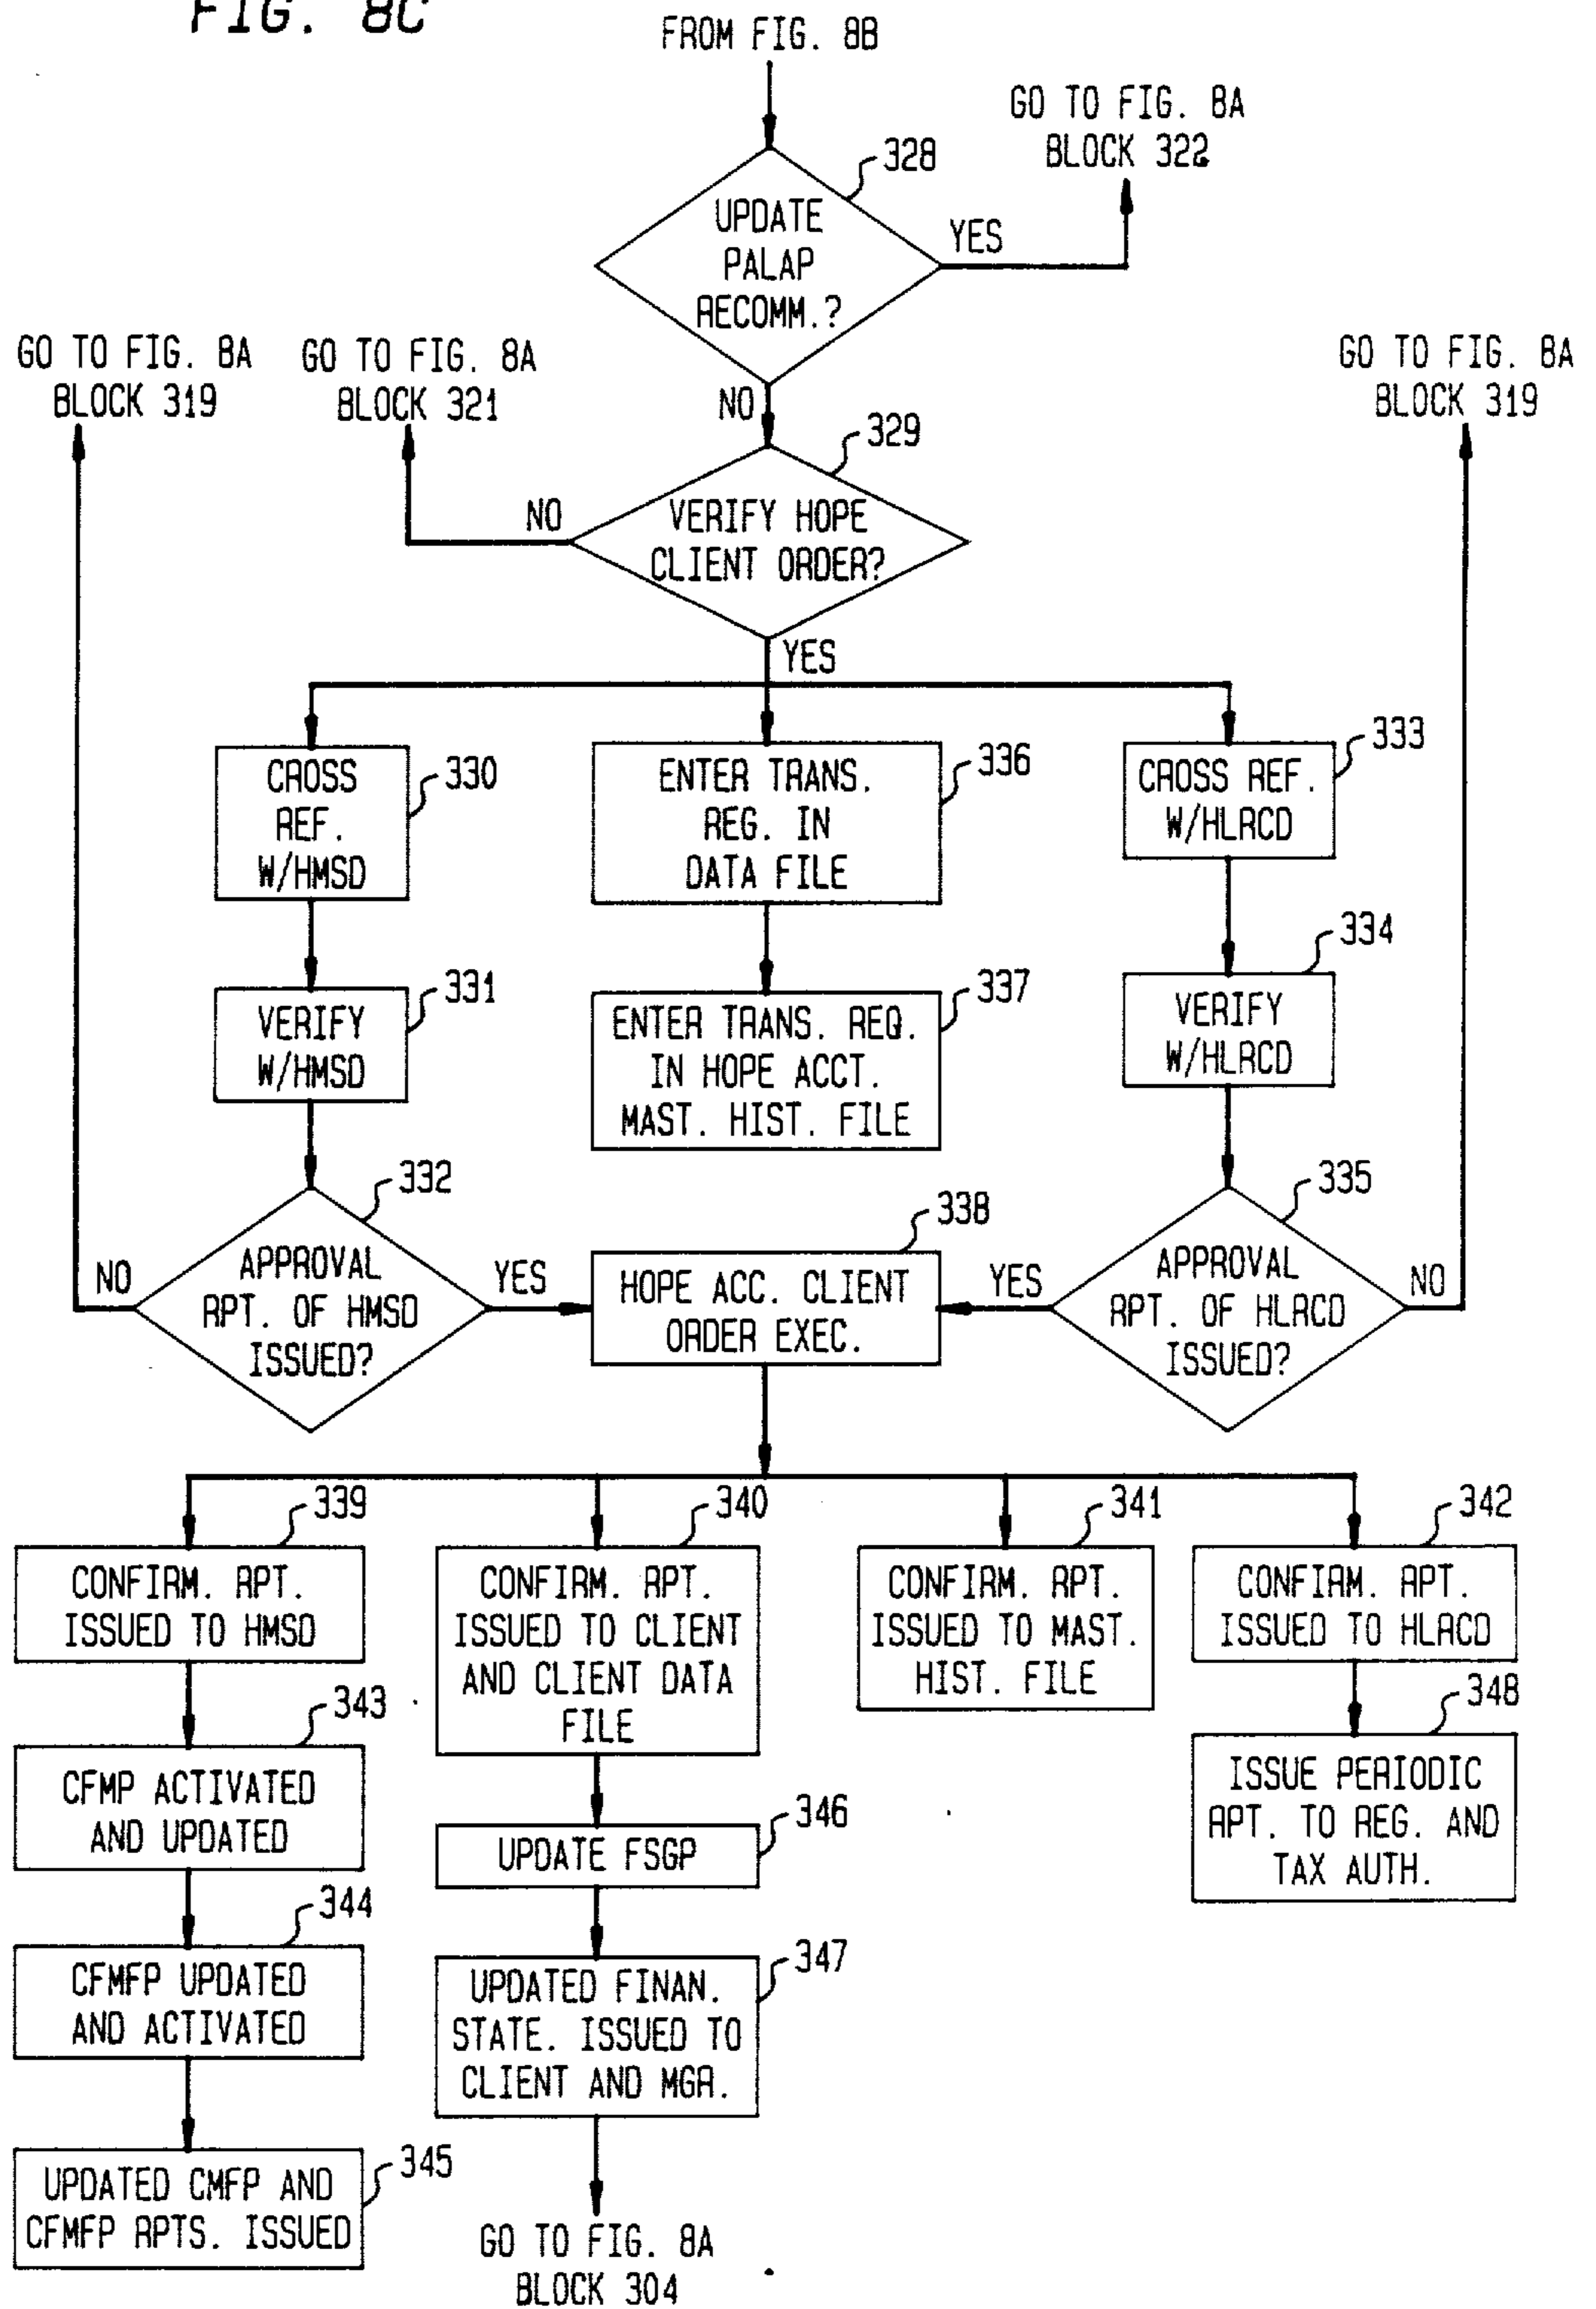 FIG. 8C
FROM FIG. 8B
GO TO FIG. 8A
BLOCK 322
328
UPDATE
PALAP
RECOMM.?
YES
NO
GO TO FIG. 8A
BLOCK 319
GO TO FIG. 8A
BLOCK 321
GO TO FIG. 8A
BLOCK 319
329
VERIFY HOPE
CLIENT ORDER?
NO
YES
330
CROSS
REF.
W/HMSD
336
ENTER TRANS.
REG. IN
DATA FILE
333
CROSS REF.
W/HLRCD
331
VERIFY
W/HMSD
337
ENTER TRANS. REQ.
IN HOPE ACCT.
MAST. HIST. FILE
334
VERIFY
W/HLRCD
332
APPROVAL
RPT. OF HMSD
ISSUED?
NO
YES
338
HOPE ACC. CLIENT
ORDER EXEC.
335
APPROVAL
RPT. OF HLRCD
ISSUED?
YES
NO
339
CONFIRM. RPT.
ISSUED TO HMSD
340
CONFIRM. RPT.
ISSUED TO CLIENT
AND CLIENT DATA
FILE
341
CONFIRM. RPT.
ISSUED TO MAST.
HIST. FILE
342
CONFIRM. RPT.
ISSUED TO HLRCD
343
CFMP ACTIVATED
AND UPDATED
346
UPDATE FSGP
348
ISSUE PERIODIC
RPT. TO REG. AND
TAX AUTH.
344
CFMFP UPDATED
AND ACTIVATED
347
UPDATED FINAN.
STATE. ISSUED TO
CLIENT AND MGR.
345
UPDATED CMFP AND
CFMFP RPTS. ISSUED
GO TO FIG. 8A
BLOCK 304